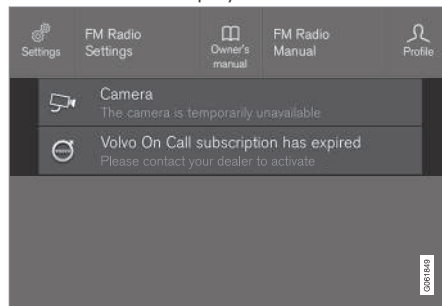 Settings
FM Radio
Settings
Owner's
manual
FM Radio
Manual
Profile
Camera
The camera is temporarily unavailable
Volvo On Call subscription has expired
Please contact your dealer to activate
G061849